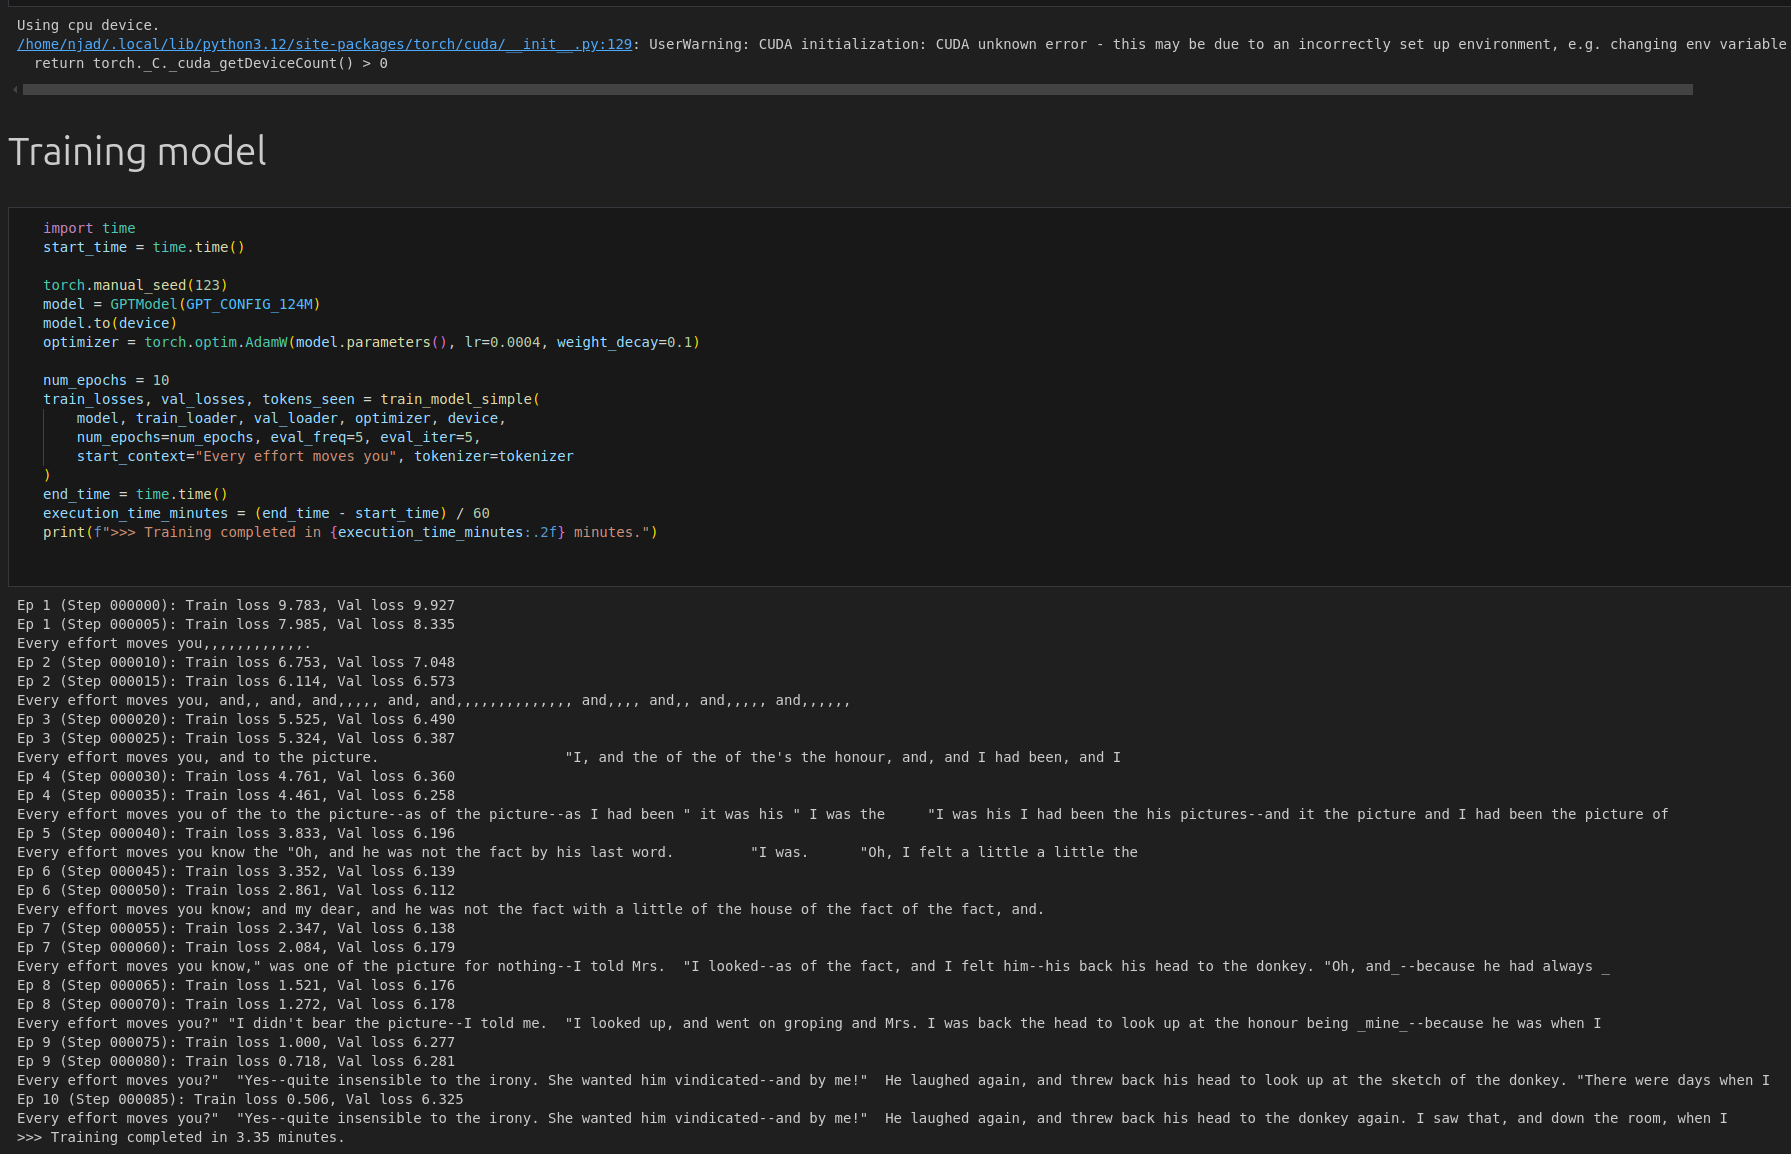 Using cpu device.
/home/njad/.local/lib/python3.12/site-packages/torch/cuda/__init__.py:129: UserWarning: CUDA initialization: CUDA unknown error - this may be due to an incorrectly set up environment, e.g. changing env variable
  return torch._C._cuda_getDeviceCount() > 0
Training model
import time
start_time = time.time()
torch.manual_seed(123)
model = GPTModel(GPT_CONFIG_124M)
model.to(device)
optimizer = torch.optim.AdamW(model.parameters(), lr=0.0004, weight_decay=0.1)
num_epochs = 10
train_losses, val_losses, tokens_seen = train_model_simple(
    model, train_loader, val_loader, optimizer, device,
    num_epochs=num_epochs, eval_freq=5, eval_iter=5,
    start_context="Every effort moves you", tokenizer=tokenizer
)
end_time = time.time()
execution_time_minutes = (end_time - start_time) / 60
print(f">>> Training completed in {execution_time_minutes:.2f} minutes.")
Ep 1 (Step 000000): Train loss 9.783, Val loss 9.927
Ep 1 (Step 000005): Train loss 7.985, Val loss 8.335
Every effort moves you,,,,,,,,,,,,.
Ep 2 (Step 000010): Train loss 6.753, Val loss 7.048
Ep 2 (Step 000015): Train loss 6.114, Val loss 6.573
Every effort moves you, and,, and, and,,,,, and, and,,,,,,,,,,,,,, and,,,, and,, and,,,,, and,,,,,,
Ep 3 (Step 000020): Train loss 5.525, Val loss 6.490
Ep 3 (Step 000025): Train loss 5.324, Val loss 6.387
Every effort moves you, and to the picture.                      "I, and the of the of the's the honour, and, and I had been, and I
Ep 4 (Step 000030): Train loss 4.761, Val loss 6.360
Ep 4 (Step 000035): Train loss 4.461, Val loss 6.258
Every effort moves you of the to the picture--as of the picture--as I had been " it was his " I was the     "I was his I had been the his pictures--and it the picture and I had been the picture of
Ep 5 (Step 000040): Train loss 3.833, Val loss 6.196
Every effort moves you know the "Oh, and he was not the fact by his last word.         "I was.      "Oh, I felt a little a little the
Ep 6 (Step 000045): Train loss 3.352, Val loss 6.139
Ep 6 (Step 000050): Train loss 2.861, Val loss 6.112
Every effort moves you know; and my dear, and he was not the fact with a little of the house of the fact of the fact, and.
Ep 7 (Step 000055): Train loss 2.347, Val loss 6.138
Ep 7 (Step 000060): Train loss 2.084, Val loss 6.179
Every effort moves you know," was one of the picture for nothing--I told Mrs.  "I looked--as of the fact, and I felt him--his back his head to the donkey. "Oh, and_--because he had always _
Ep 8 (Step 000065): Train loss 1.521, Val loss 6.176
Ep 8 (Step 000070): Train loss 1.272, Val loss 6.178
Every effort moves you?" "I didn't bear the picture--I told me.  "I looked up, and went on groping and Mrs. I was back the head to look up at the honour being _mine_--because he was when I
Ep 9 (Step 000075): Train loss 1.000, Val loss 6.277
Ep 9 (Step 000080): Train loss 0.718, Val loss 6.281
Every effort moves you?"  "Yes--quite insensible to the irony. She wanted him vindicated--and by me!"  He laughed again, and threw back his head to look up at the sketch of the donkey. "There were days when I
Ep 10 (Step 000085): Train loss 0.506, Val loss 6.325
Every effort moves you?"  "Yes--quite insensible to the irony. She wanted him vindicated--and by me!"  He laughed again, and threw back his head to the donkey again. I saw that, and down the room, when I
>>> Training completed in 3.35 minutes.